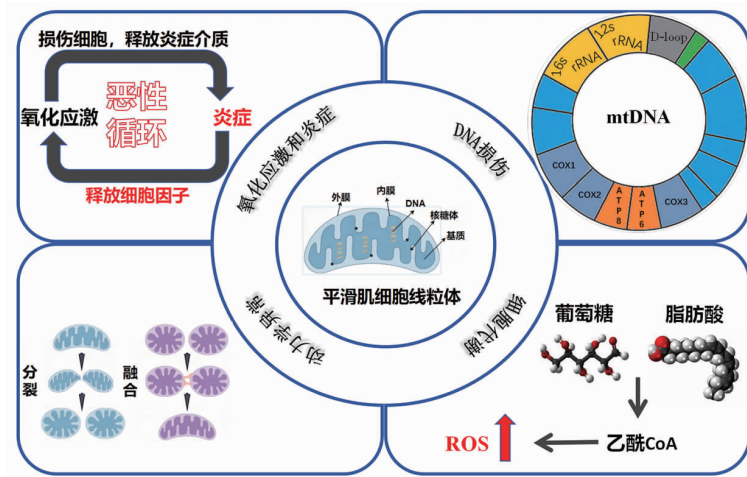 损伤细胞，释放炎症介质
氧化应激
恶性
循环
炎症
释放细胞因子
16s
rRNA
12s
rRNA
D-loop
mtDNA
COX1
COX2
ATP8
ATP6
COX3
氧化应激和炎症
DNA损伤
外膜
内膜
DNA
核糖体
基质
平滑肌细胞线粒体
动力学异常
细胞代谢
分裂
融合
葡萄糖
脂肪酸
乙酰CoA
ROS